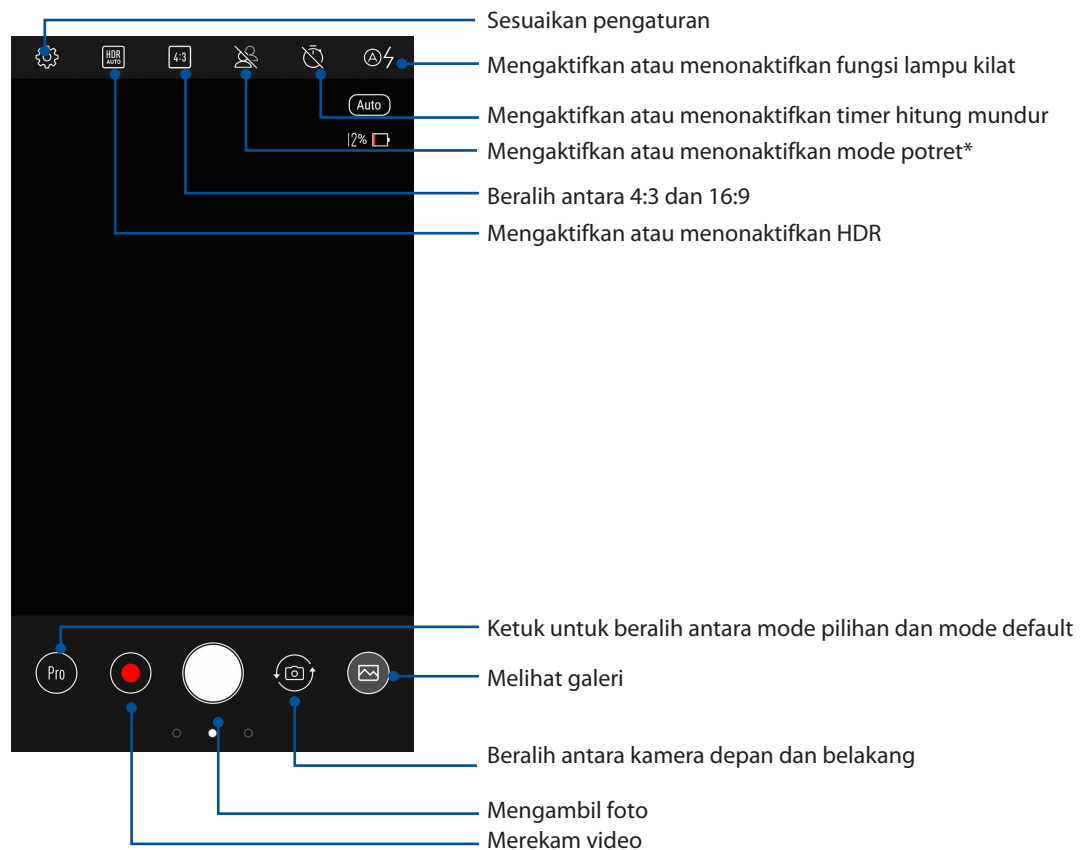 Sesuaikan pengaturan
HDR
AUTO
4:3
A
Mengaktifkan atau menonaktifkan fungsi lampu kilat
Auto
Mengaktifkan atau menonaktifkan timer hitung mundur
12%
Mengaktifkan atau menonaktifkan mode potret*
Beralih antara 4:3 dan 16:9
Mengaktifkan atau menonaktifkan HDR
Ketuk untuk beralih antara mode pilihan dan mode default
Pro
Melihat galeri
Beralih antara kamera depan dan belakang
Mengambil foto
Merekam video